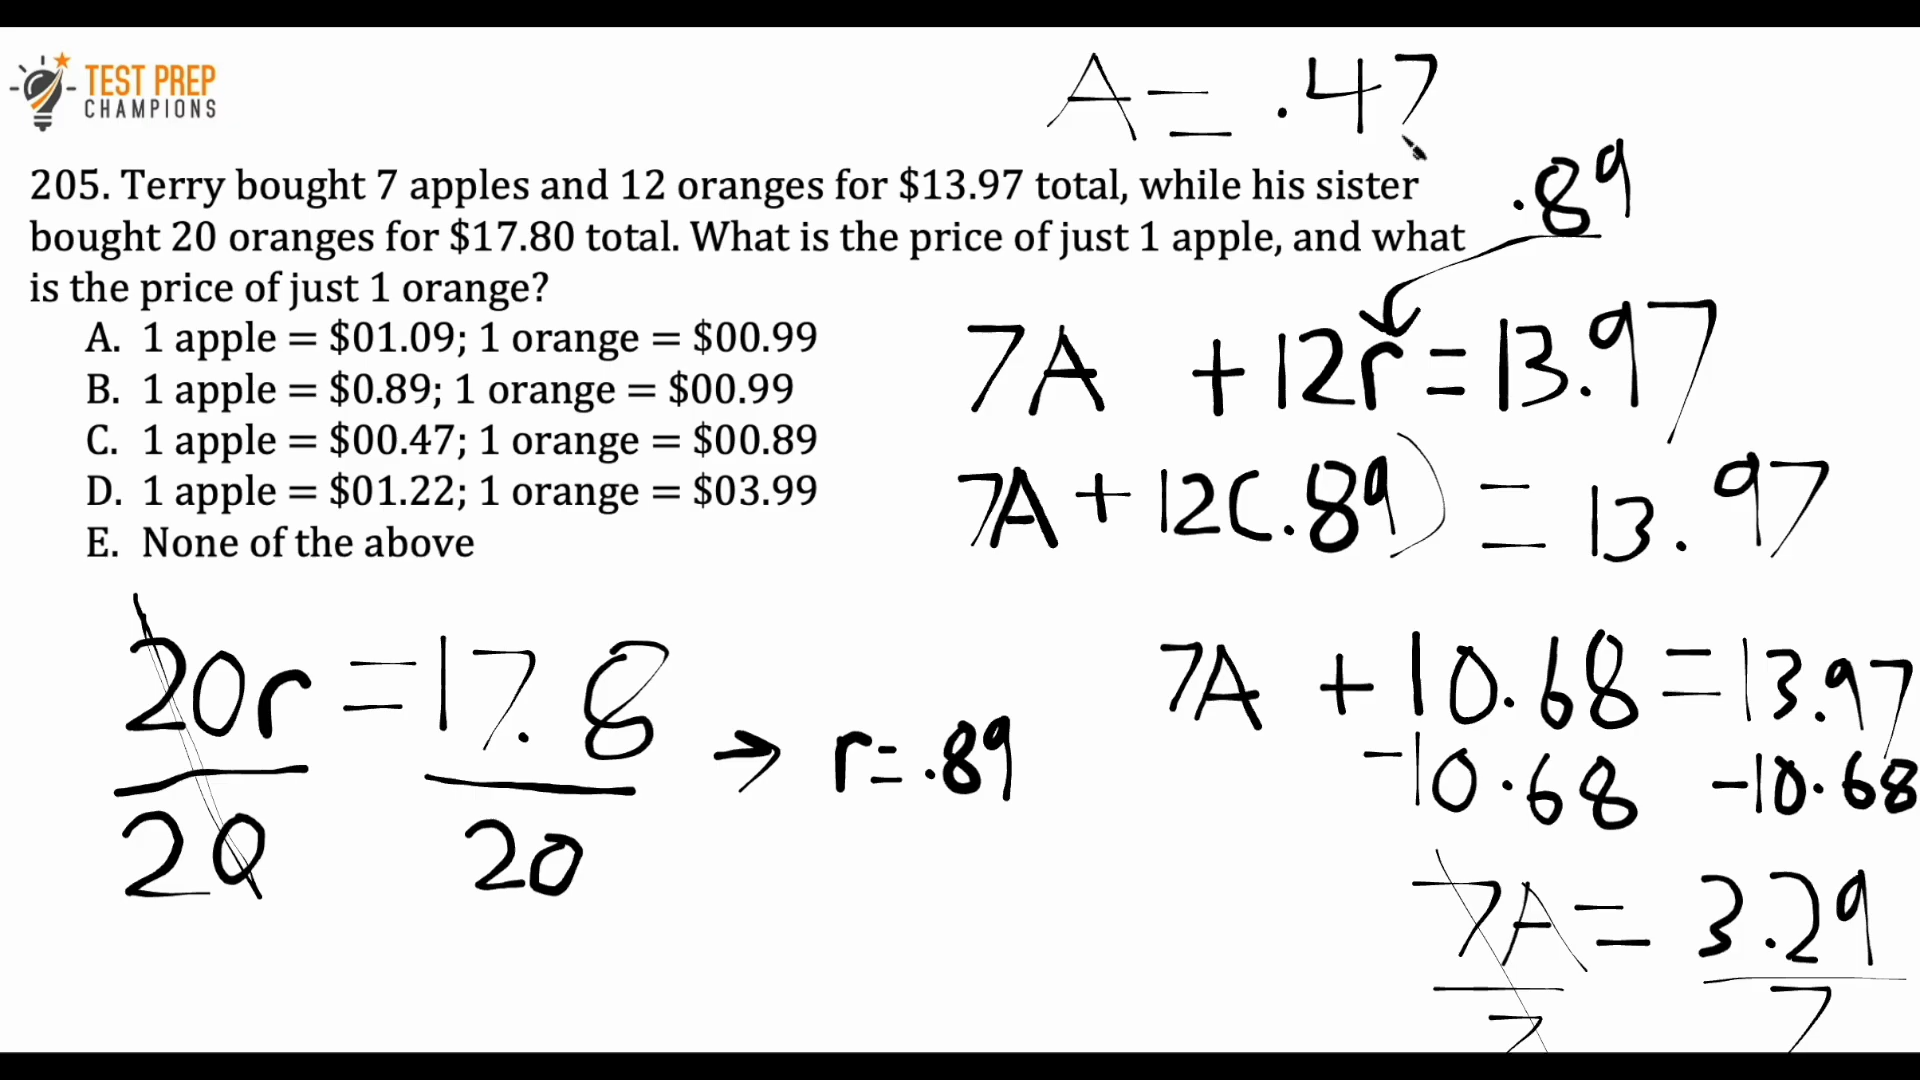 TEST PREP
CHAMPIONS
A = .47
205. Terry bought 7 apples and 12 oranges for $13.97 total, while his sister
bought 20 oranges for $17.80 total. What is the price of just 1 apple, and what
is the price of just 1 orange?
A. 1 apple = $01.09; 1 orange = $00.99
B. 1 apple = $0.89; 1 orange = $00.99
C. 1 apple = $00.47; 1 orange = $00.89
D. 1 apple = $01.22; 1 orange = $03.99
E. None of the above
.89
7A + 12r = 13.97
7A + 12(.89) = 13.97
20r = 17.8
20 20
→ r = .89
7A + 10.68 = 13.97
-10.68 -10.68
7A = 3.29
7 7